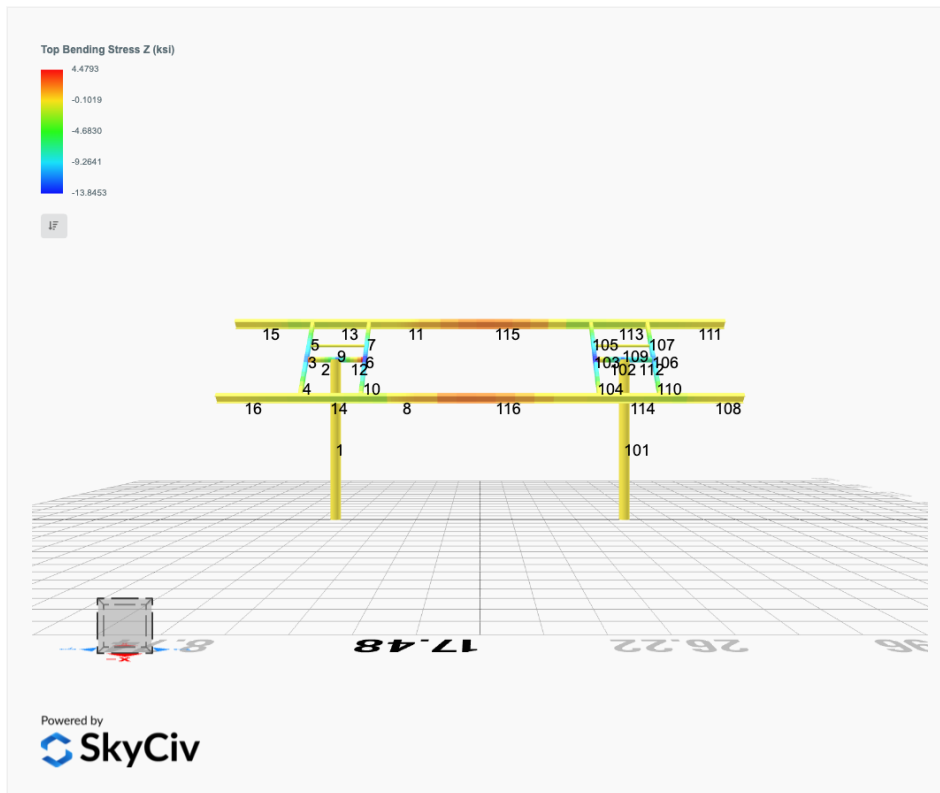 Top Bending Stress Z (ksi)
4.4793
-0.1019
-4.6830
-9.2641
-13.8453
15 13 11 115 113 111
5 7 105 107
3 9 6 103 109 106
2 12 102 112
4 10 104 110
16 14 8 116 114 108
1 101
17.48 26.22
Powered by
SkyCiv